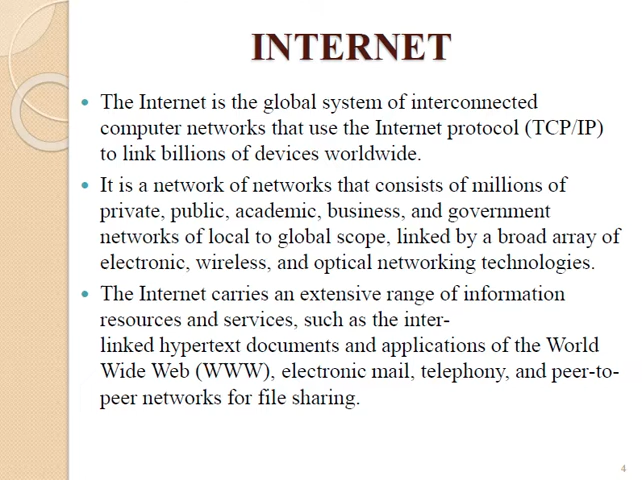 INTERNET
• The Internet is the global system of interconnected
computer networks that use the Internet protocol (TCP/IP)
to link billions of devices worldwide.
• It is a network of networks that consists of millions of
private, public, academic, business, and government
networks of local to global scope, linked by a broad array of
electronic, wireless, and optical networking technologies.
• The Internet carries an extensive range of information
resources and services, such as the inter-
linked hypertext documents and applications of the World
Wide Web (WWW), electronic mail, telephony, and peer-to-
peer networks for file sharing.
4